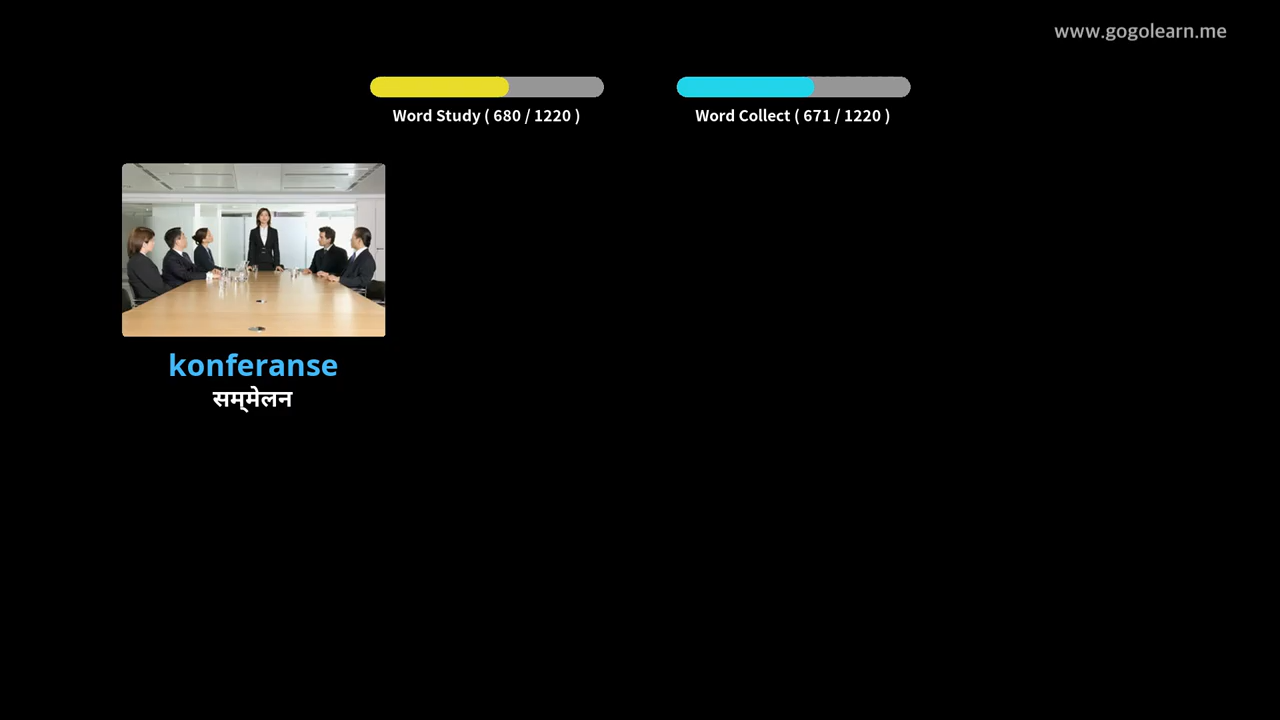 www.gogolearn.me
Word Study ( 680 / 1220 )
Word Collect ( 671 / 1220 )
konferanse
सम्मेलन